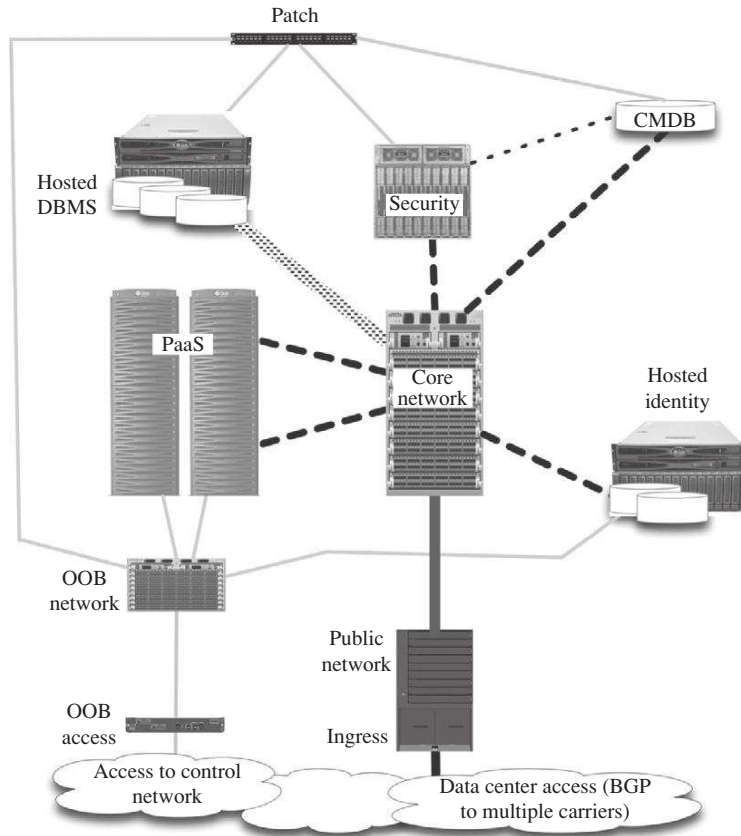 Patch
CMDB
Hosted
DBMS
Security
PaaS
Core
network
Hosted
identity
OOB
network
Public
network
OOB
access
Ingress
Access to control
network
Data center access (BGP
to multiple carriers)